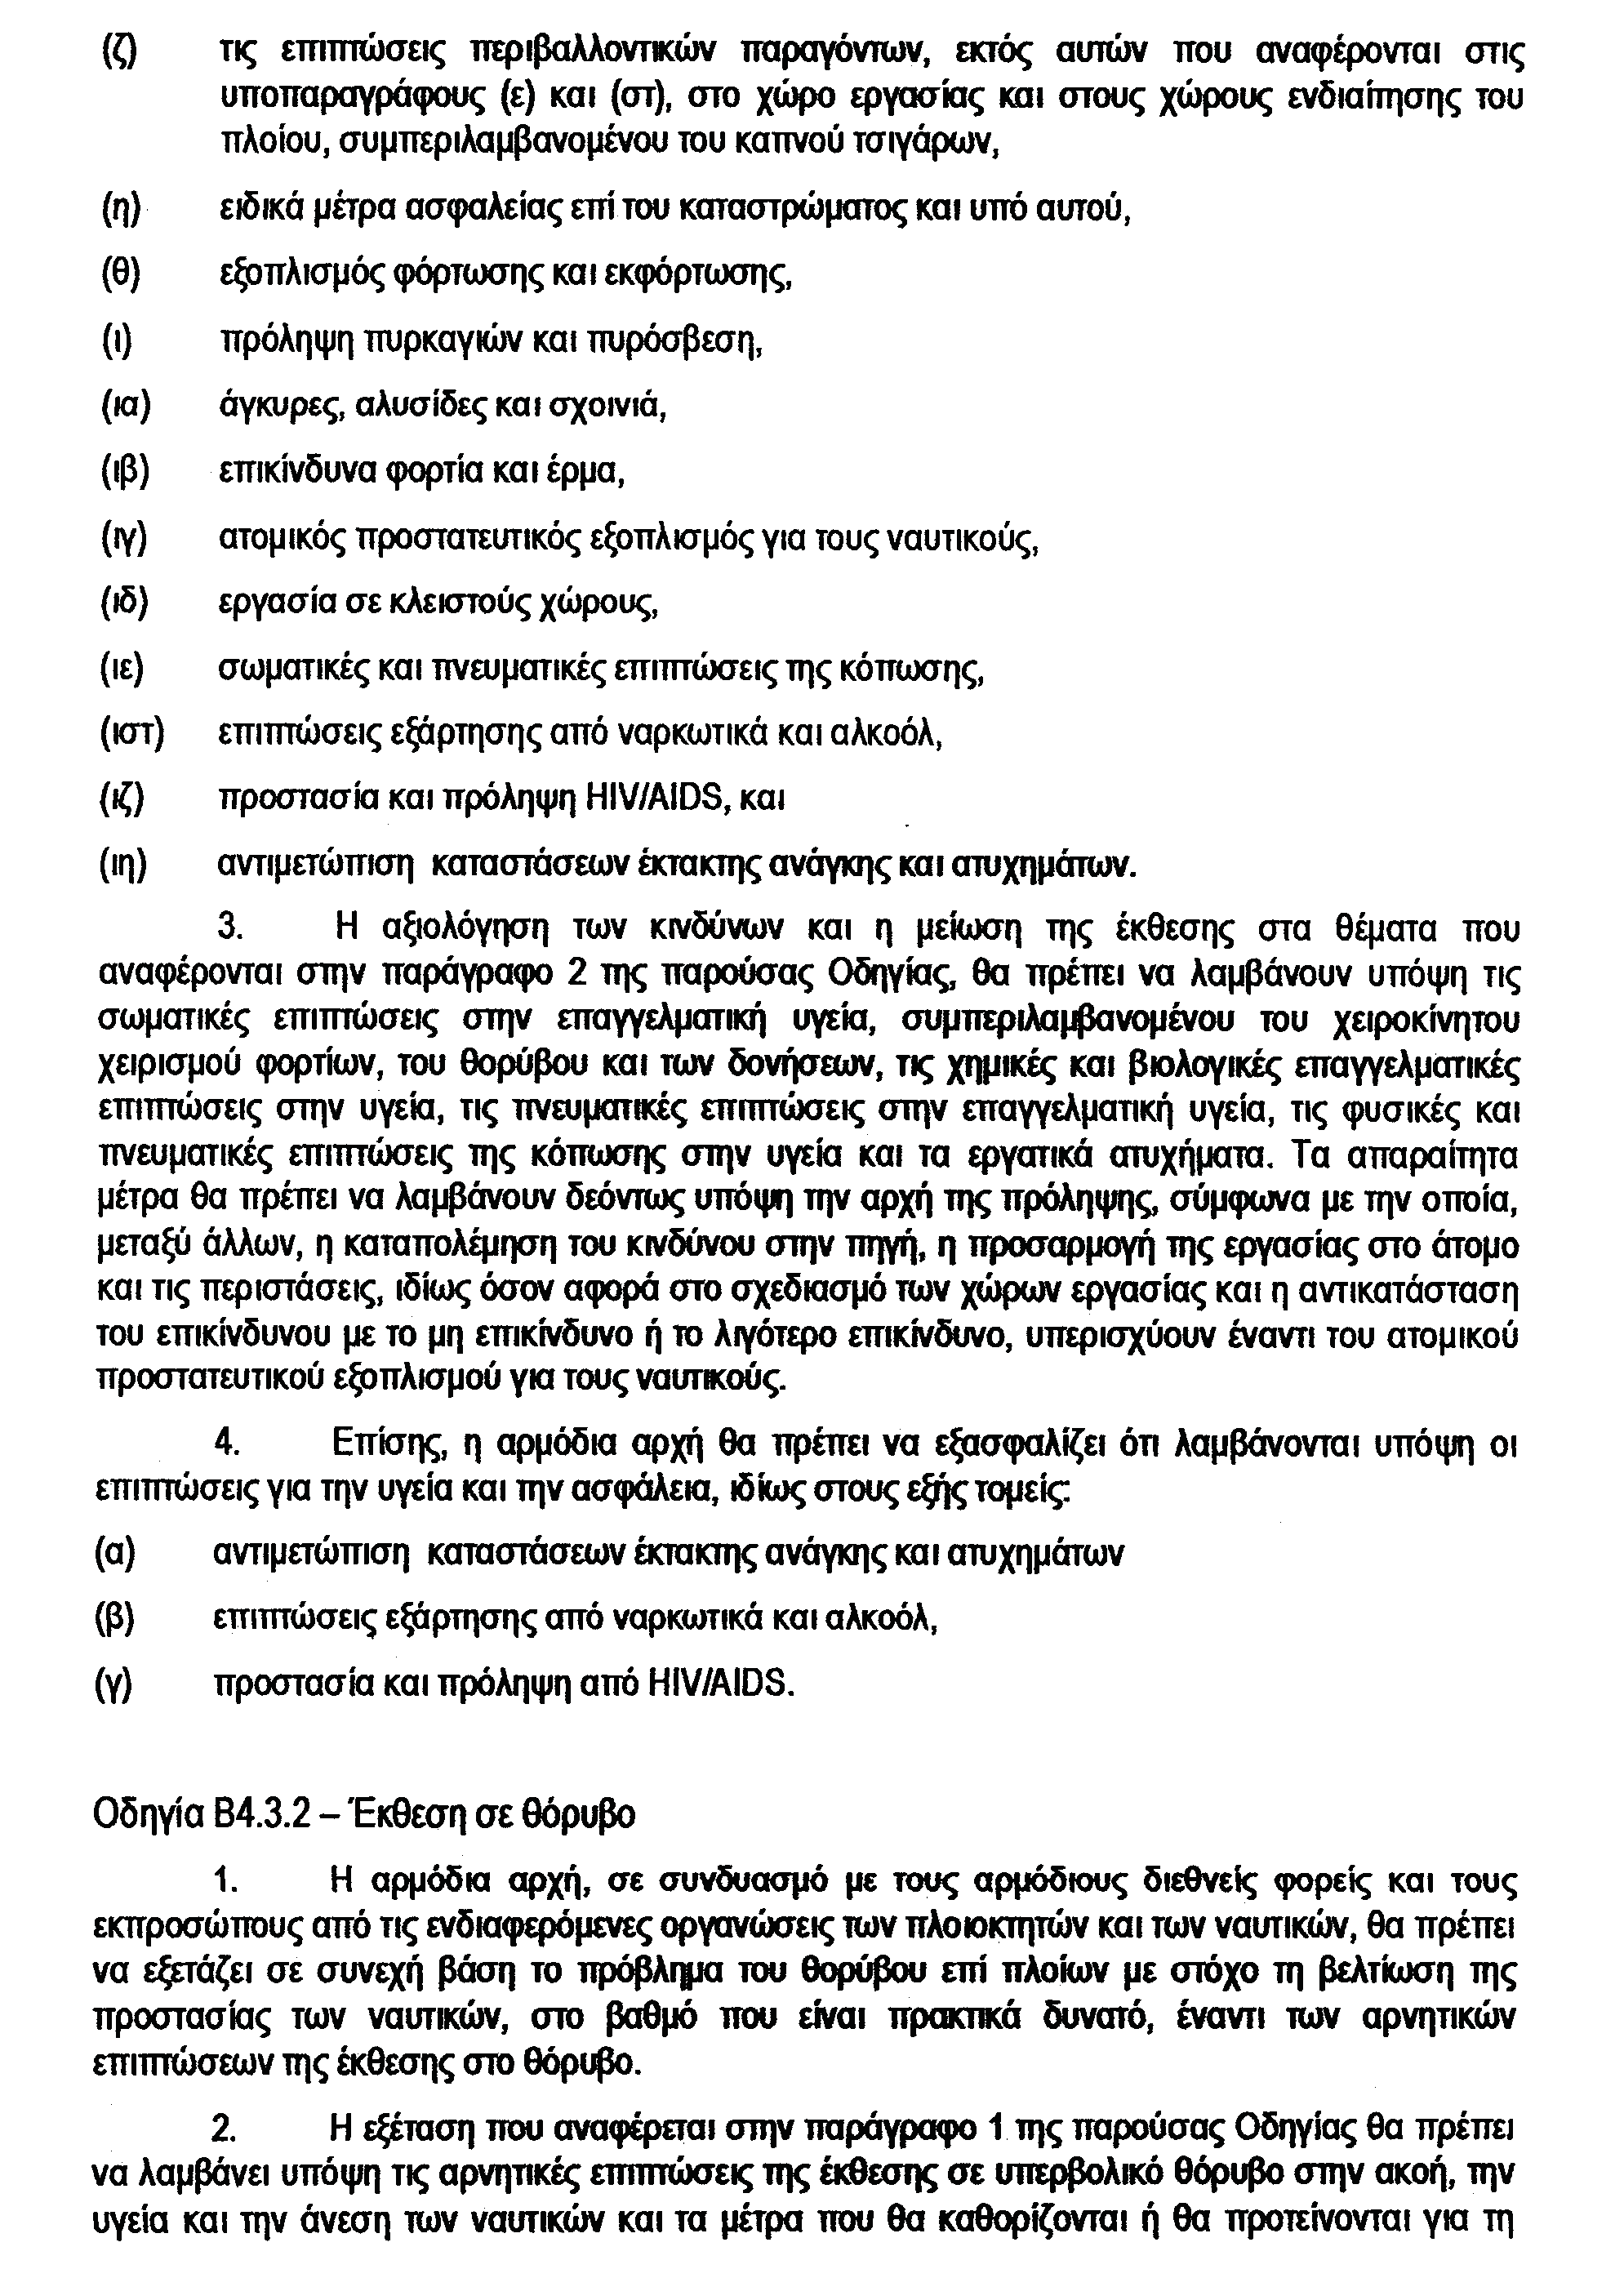 (ζ) τις επιπτώσεις περιβαλλοντικών παραγόντων, εκτός αυτών που αναφέρονται στις
υποπαραγράφους (ε) και (στ), στο χώρο εργασίας και στους χώρους ενδιαίτησης του
πλοίου, συμπεριλαμβανομένου του καπνού τσιγάρων,
(η) ειδικά μέτρα ασφαλείας επί του καταστρώματος και υπό αυτού,
(θ) εξοπλισμός φόρτωσης και εκφόρτωσης,
(ι) πρόληψη πυρκαγιών και πυρόσβεση,
(ια) άγκυρες, αλυσίδες και σχοινιά,
(ιβ) επικίνδυνα φορτία και έρμα,
(ιγ) ατομικός προστατευτικός εξοπλισμός για τους ναυτικούς,
(ιδ) εργασία σε κλειστούς χώρους,
(ιε) σωματικές και πνευματικές επιπτώσεις της κόπωσης,
(ιστ) επιπτώσεις εξάρτησης από ναρκωτικά και αλκοόλ,
(ιζ) προστασία και πρόληψη HIV/AIDS, και
(ιη) αντιμετώπιση καταστάσεων έκτακτης ανάγκης και ατυχημάτων.
3. Η αξιολόγηση των κινδύνων και η μείωση της έκθεσης στα θέματα που
αναφέρονται στην παράγραφο 2 της παρούσας Οδηγίας, θα πρέπει να λαμβάνουν υπόψη τις
σωματικές επιπτώσεις στην επαγγελματική υγεία, συμπεριλαμβανομένου του χειροκίνητου
χειρισμού φορτίων, του θορύβου και των δονήσεων, τις χημικές και βιολογικές επαγγελματικές
επιπτώσεις στην υγεία, τις πνευματικές επιπτώσεις στην επαγγελματική υγεία, τις φυσικές και
πνευματικές επιπτώσεις της κόπωσης στην υγεία και τα εργατικά ατυχήματα. Τα απαραίτητα
μέτρα θα πρέπει να λαμβάνουν δεόντως υπόψη την αρχή της πρόληψης, σύμφωνα με την οποία,
μεταξύ άλλων, η καταπολέμηση του κινδύνου στην πηγή, η προσαρμογή της εργασίας στο άτομο
και τις περιστάσεις, ιδίως όσον αφορά στο σχεδιασμό των χώρων εργασίας και η αντικατάσταση
του επικίνδυνου με το μη επικίνδυνο ή το λιγότερο επικίνδυνο, υπερισχύουν έναντι του ατομικού
προστατευτικού εξοπλισμού για τους ναυτικούς.
4. Επίσης, η αρμόδια αρχή θα πρέπει να εξασφαλίζει ότι λαμβάνονται υπόψη οι
επιπτώσεις για την υγεία και την ασφάλεια, ιδίως στους εξής τομείς:
(α) αντιμετώπιση καταστάσεων έκτακτης ανάγκης και ατυχημάτων
(β) επιπτώσεις εξάρτησης από ναρκωτικά και αλκοόλ,
(γ) προστασία και πρόληψη από HIV/AIDS.
Οδηγία Β4.3.2 – Έκθεση σε θόρυβο
1. Η αρμόδια αρχή, σε συνδυασμό με τους αρμόδιους διεθνείς φορείς και τους
εκπροσώπους από τις ενδιαφερόμενες οργανώσεις των πλοιοκτητών και των ναυτικών, θα πρέπει
να εξετάζει σε συνεχή βάση το πρόβλημα του θορύβου επί πλοίων με στόχο τη βελτίωση της
προστασίας των ναυτικών, στο βαθμό που είναι πρακτικά δυνατό, έναντι των αρνητικών
επιπτώσεων της έκθεσης στο θόρυβο.
2. Η εξέταση που αναφέρεται στην παράγραφο 1 της παρούσας Οδηγίας θα πρέπει
να λαμβάνει υπόψη τις αρνητικές επιπτώσεις της έκθεσης σε υπερβολικό θόρυβο στην ακοή, την
υγεία και την άνεση των ναυτικών και τα μέτρα που θα καθορίζονται ή θα προτείνονται για τη